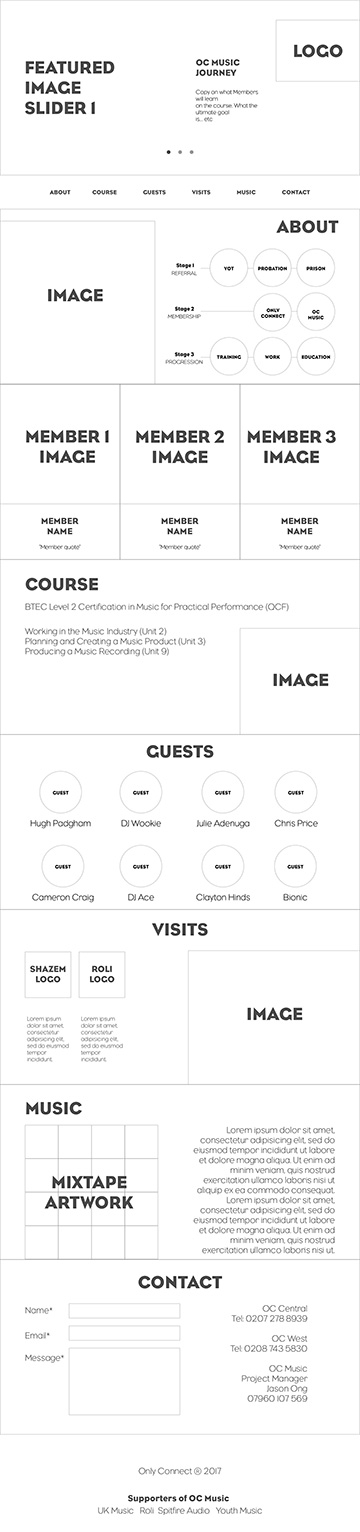 FEATURED
IMAGE
SLIDER 1
OC MUSIC
JOURNEY
Copy on what Members
will learn
on the course. What the
ultimate goal
is... etc
LOGO
ABOUT COURSE GUESTS VISITS MUSIC CONTACT
ABOUT
IMAGE
Stage 1
REFERRAL
YOT PROBATION PRISON
Stage 2
MEMBERSHIP
ONLY
CONNECT
OC
MUSIC
Stage 3
PROGRESSION
TRAINING WORK EDUCATION
MEMBER 1
IMAGE
MEMBER 2
IMAGE
MEMBER 3
IMAGE
MEMBER
NAME
"Member quote"
MEMBER
NAME
"Member quote"
MEMBER
NAME
"Member quote"
COURSE
BTEC Level 2 Certification in Music for Practical Performance (QCF)
Working in the Music Industry (Unit 2)
Planning and Creating a Music Product (Unit 3)
Producing a Music Recording (Unit 9)
IMAGE
GUESTS
GUEST GUEST GUEST GUEST
Hugh Padgham DJ Wookie Julie Adenuga Chris Price
GUEST GUEST GUEST GUEST
Cameron Craig DJ Ace Clayton Hinds Bionic
VISITS
SHAZEM
LOGO
ROLI
LOGO
Lorem ipsum
dolor sit amet,
consectetur
adipisicing elit,
sed do eiusmod
tempor
incididunt.
Lorem ipsum
dolor sit amet,
consectetur
adipisicing elit,
sed do eiusmod
tempor
incididunt.
IMAGE
MUSIC
MIXTAPE
ARTWORK
Lorem ipsum dolor sit amet,
consectetur adipisicing elit, sed do
eiusmod tempor incididunt ut labore
et dolore magna aliqua. Ut enim ad
minim veniam, quis nostrud
exercitation ullamco laboris nisi ut
aliquip ex ea commodo consequat.
Lorem ipsum dolor sit amet,
consectetur adipisicing elit, sed do
eiusmod tempor incididunt ut labore
et dolore magna aliqua. Ut enim ad
minim veniam, quis nostrud
exercitation ullamco laboris nisi ut.
CONTACT
Name*
Email*
Message*
OC Central
Tel: 0207 278 8939
OC West
Tel: 0208 743 5830
OC Music
Project Manager
Jason Ong
07960 107 569
Only Connect ® 2017
Supporters of OC Music
UK Music Roli Spitfire Audio Youth Music